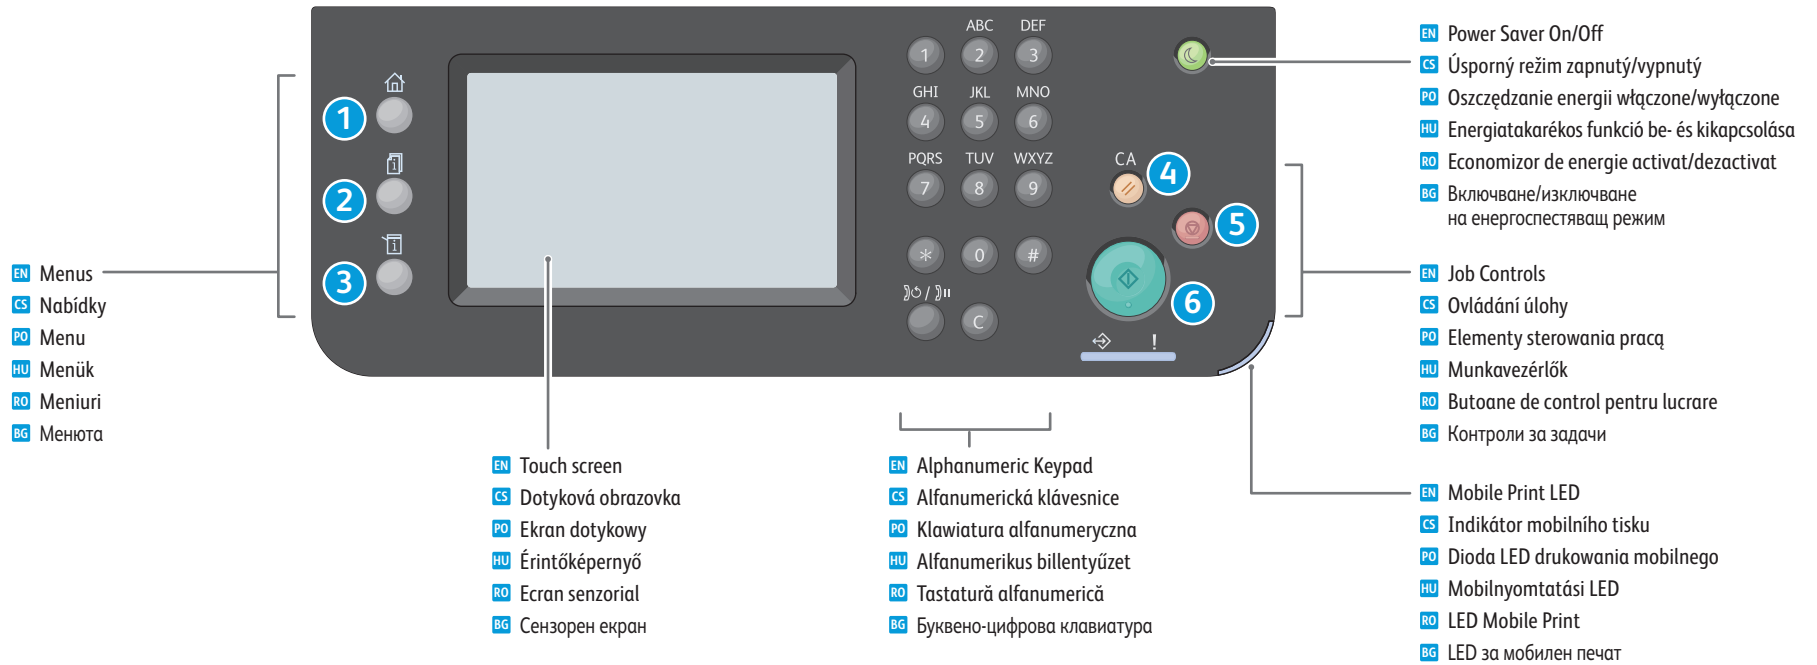 ABC DEF
1 2 3
GHI JKL MNO
4 5 6
PQRS TUV WXYZ
7 8 9
* 0 #
C
CA
!
1
2
3
4
5
6
EN Menus
CS Nabídky
PO Menu
HU Menük
RO Meniuri
BG Менюта
EN Touch screen
CS Dotyková obrazovka
PO Ekran dotykowy
HU Érintőképernyő
RO Ecran senzorial
BG Сензорен екран
EN Alphanumeric Keypad
CS Alfanumerická klávesnice
PO Klawiatura alfanumeryczna
HU Alfanumerikus billentyűzet
RO Tastatură alfanumerică
BG Буквено-цифрова клавиатура
EN Power Saver On/Off
CS Úsporný režim zapnutý/vypnutý
PO Oszczędzanie energii włączone/wyłączone
HU Energiatakarékos funkció be- és kikapcsolása
RO Economizor de energie activat/dezactivat
BG Включване/изключване
на енергоспестяващ режим
EN Job Controls
CS Ovládání úlohy
PO Elementy sterowania pracą
HU Munkavezérlők
RO Butoane de control pentru lucrare
BG Контроли за задачи
EN Mobile Print LED
CS Indikátor mobilního tisku
PO Dioda LED drukowania mobilnego
HU Mobilnyomtatási LED
RO LED Mobile Print
BG LED за мобилен печат